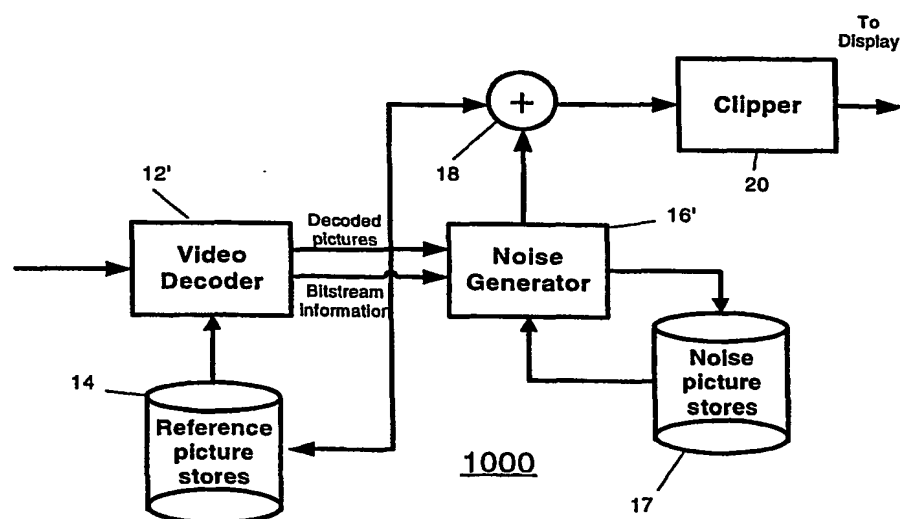 To
Display
+
Clipper
18
20
12'
16'
Decoded
pictures
Video
Decoder
Noise
Generator
Bitstream
information
14
Reference
picture
stores
Noise
picture
stores
1000
17